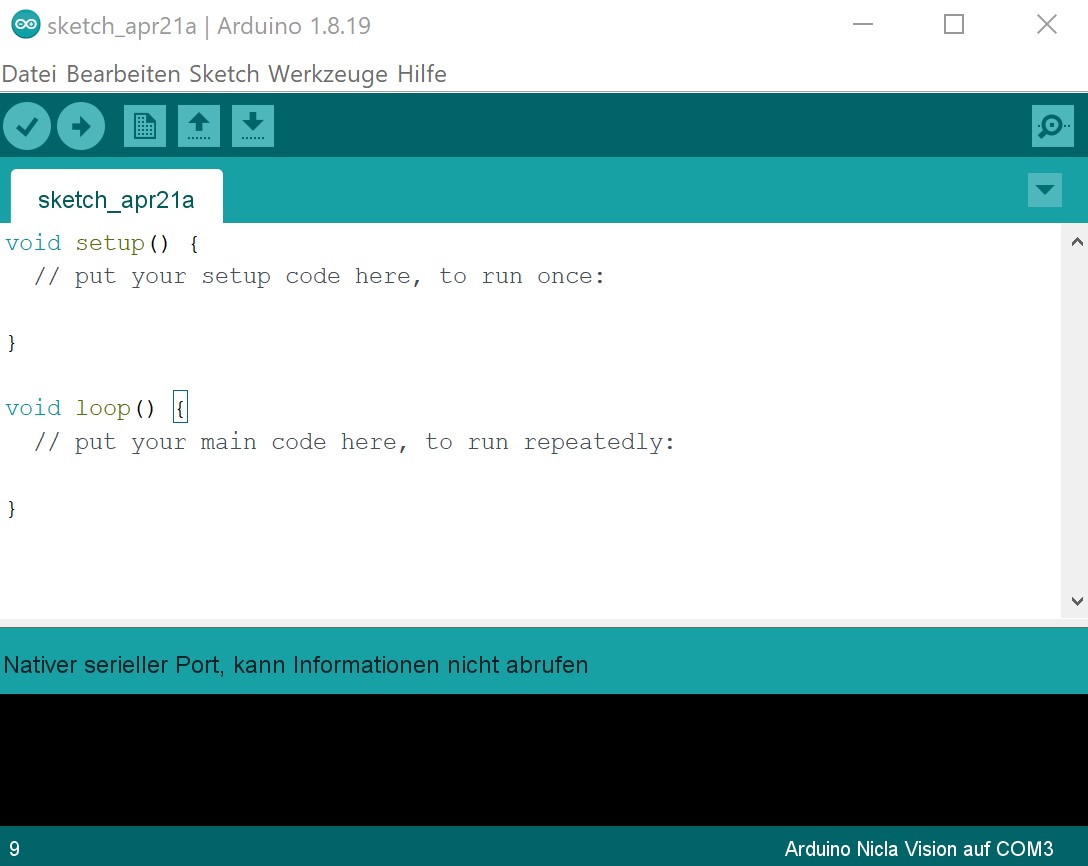 sketch_apr21a | Arduino 1.8.19
Datei Bearbeiten Sketch Werkzeuge Hilfe
sketch_apr21a
void setup() {
  // put your setup code here, to run once:
}
void loop() {
  // put your main code here, to run repeatedly:
}
Nativer serieller Port, kann Informationen nicht abrufen
9 Arduino Nicla Vision auf COM3